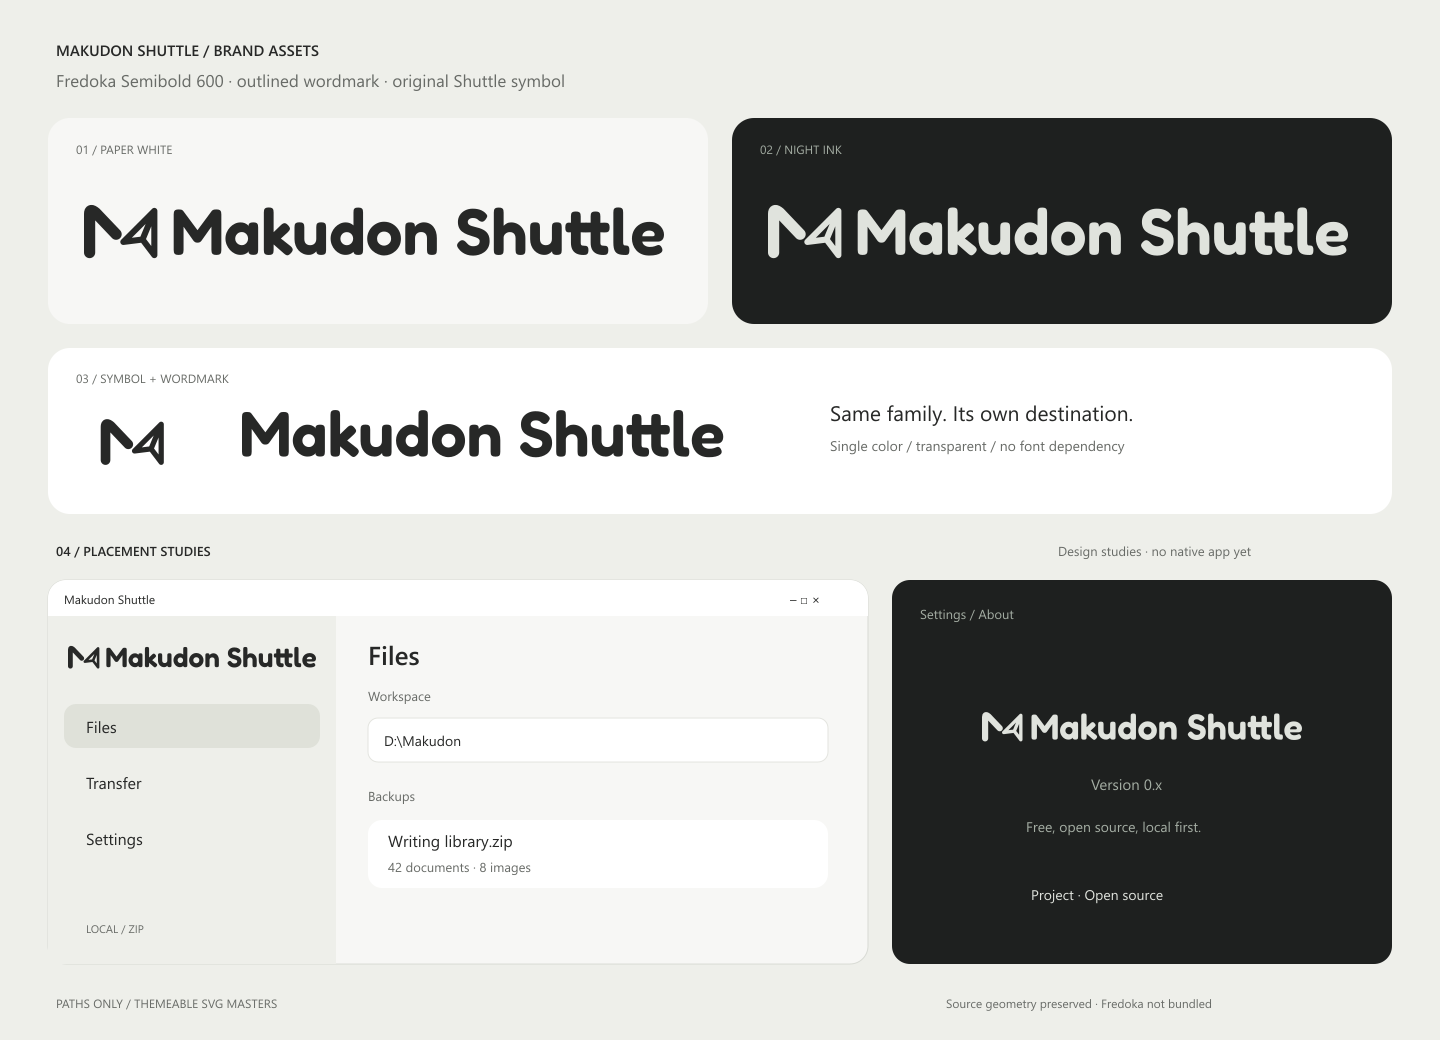 MAKUDON SHUTTLE / BRAND ASSETS
Fredoka Semibold 600 · outlined wordmark · original Shuttle symbol
01 / PAPER WHITE
Makudon Shuttle
02 / NIGHT INK
Makudon Shuttle
03 / SYMBOL + WORDMARK
Makudon Shuttle
Same family. Its own destination.
Single color / transparent / no font dependency
04 / PLACEMENT STUDIES
Design studies · no native app yet
Makudon Shuttle
Makudon Shuttle
Files
Transfer
Settings
LOCAL / ZIP
Files
Workspace
D:\Makudon
Backups
Writing library.zip
42 documents · 8 images
Settings / About
Makudon Shuttle
Version 0.x
Free, open source, local first.
Project · Open source
PATHS ONLY / THEMEABLE SVG MASTERS
Source geometry preserved · Fredoka not bundled